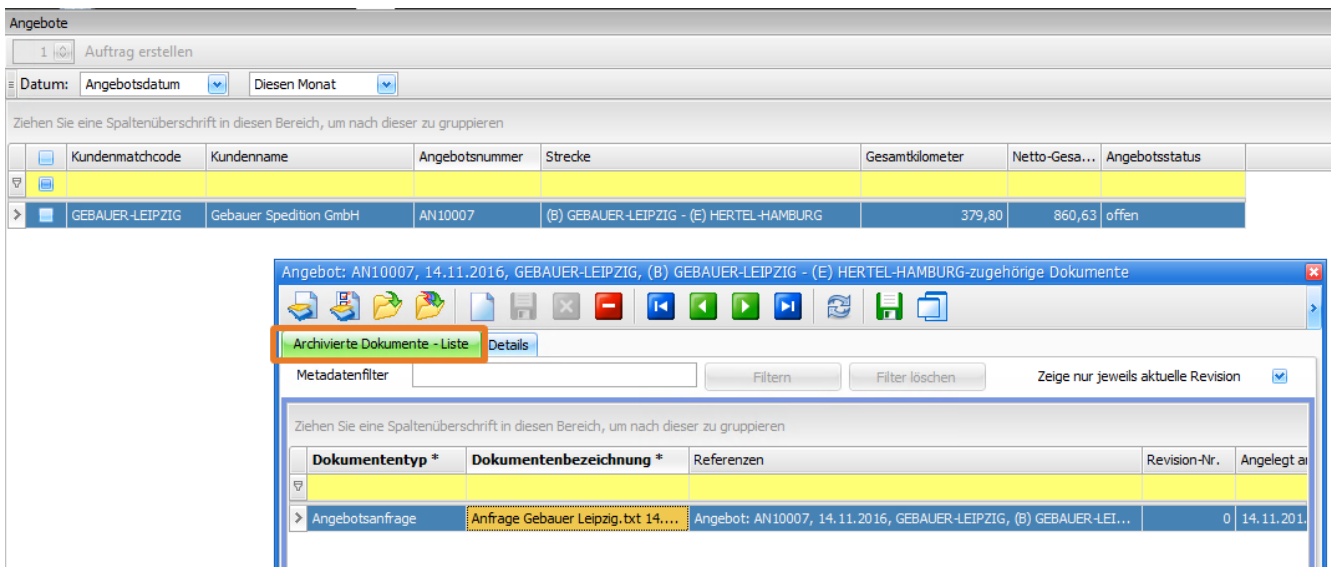 Angebote
1 Auftrag erstellen
Datum: Angebotsdatum Diesen Monat
Ziehen Sie eine Spaltenüberschrift in diesen Bereich, um nach dieser zu gruppieren
Kundenmatchcode Kundenname Angebotsnummer Strecke Gesamtkilometer Netto-Gesa... Angebotsstatus
GEBAUER-LEIPZIG Gebauer Spedition GmbH AN10007 (B) GEBAUER-LEIPZIG - (E) HERTEL-HAMBURG 379,80 860,63 offen
Angebot: AN10007, 14.11.2016, GEBAUER-LEIPZIG, (B) GEBAUER-LEIPZIG - (E) HERTEL-HAMBURG-zugehörige Dokumente
Archivierte Dokumente - Liste Details
Metadatenfilter Filtern Filter löschen Zeige nur jeweils aktuelle Revision
Ziehen Sie eine Spaltenüberschrift in diesen Bereich, um nach dieser zu gruppieren
Dokumententyp * Dokumentenbezeichnung * Referenzen Revision-Nr. Angelegt a
Angebotsanfrage Anfrage Gebauer Leipzig.txt 14.... Angebot: AN10007, 14.11.2016, GEBAUER-LEIPZIG, (B) GEBAUER-LEI... 0 14.11.201